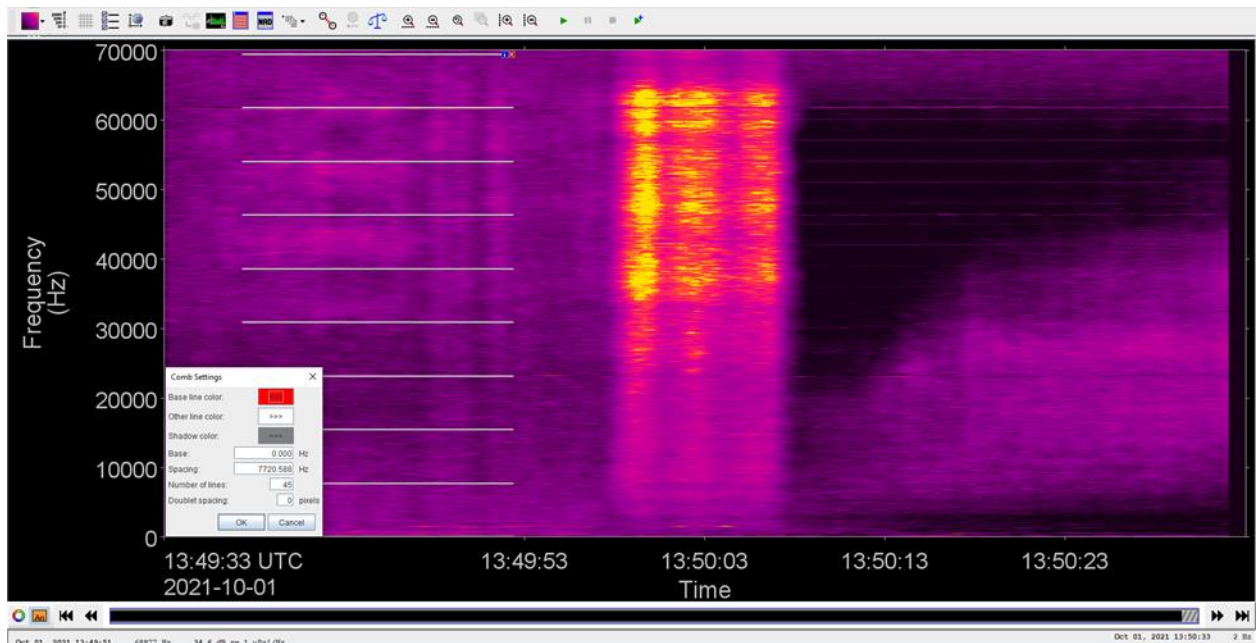 NRD
70000
60000
50000
40000
30000
20000
10000
0
Frequency
(Hz)
Comb Settings
Base line color:
Other line color: >>>
Shadow color: >>>
Base: 0.000 Hz
Spacing: 7720.588 Hz
Number of lines: 45
Doublet spacing: 0 pixels
OK Cancel
13:49:33 UTC 13:49:53 13:50:03 13:50:13 13:50:23
2021-10-01
Time
Oct 01, 2021 13:50:33 2 Hz